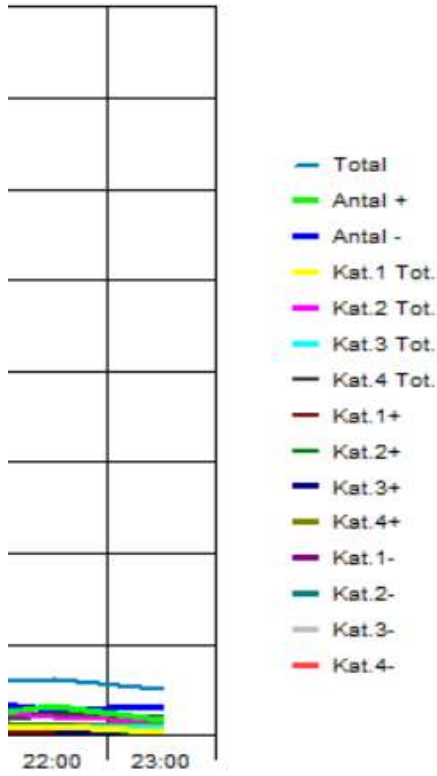 Total
Antal +
Antal -
Kat.1 Tot.
Kat.2 Tot.
Kat.3 Tot.
Kat.4 Tot.
Kat.1+
Kat.2+
Kat.3+
Kat.4+
Kat.1-
Kat.2-
Kat.3-
Kat.4-
22:00 23:00